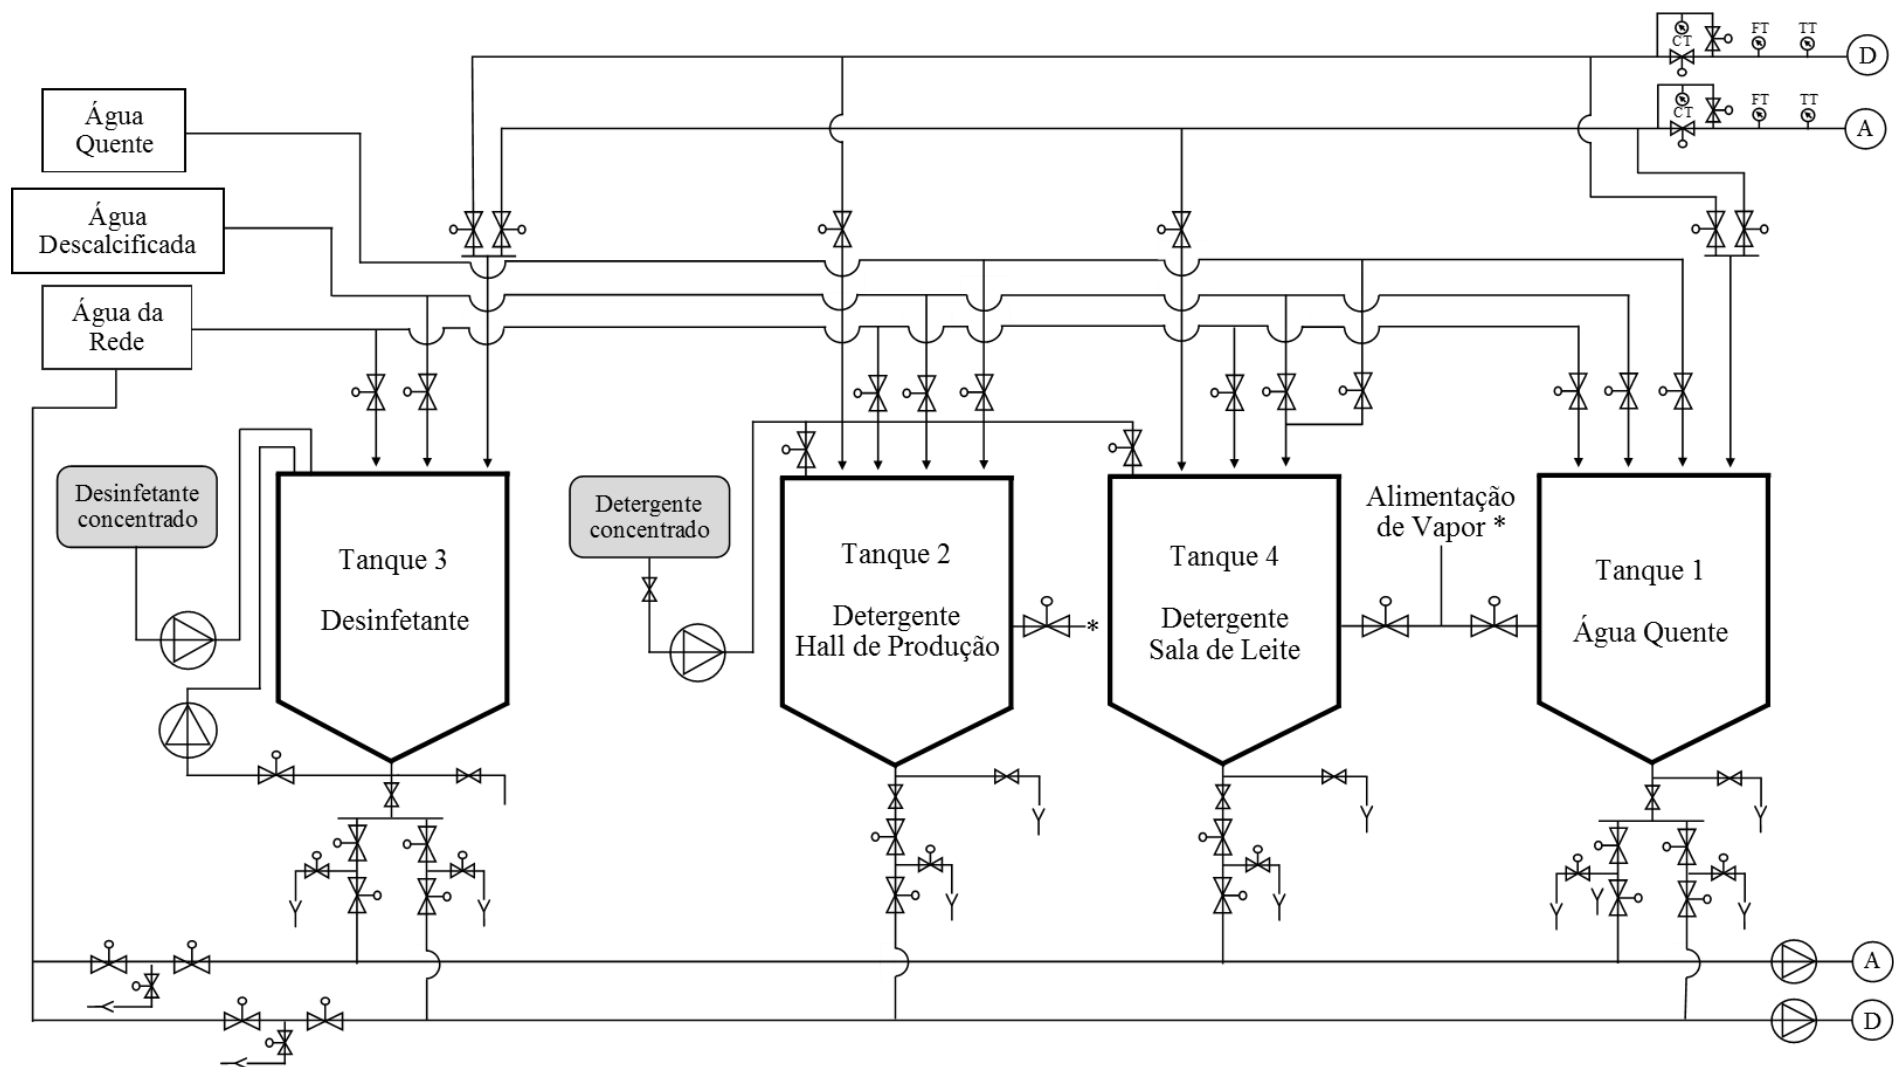 FT
TT
CT
D
FT
TT
CT
A
Água
Quente
Água
Descalcificada
Água da
Rede
Desinfetante
concentrado
Detergente
concentrado
Tanque 3
Desinfetante
Tanque 2
Detergente
Hall de Produção
*
Tanque 4
Detergente
Sala de Leite
Alimentação
de Vapor *
Tanque 1
Água Quente
A
D